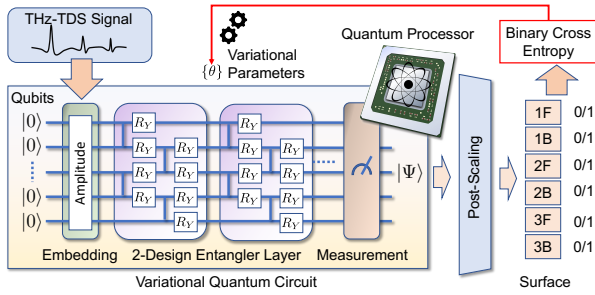 THz-TDS Signal
{θ}
Variational
Parameters
Quantum Processor
Binary Cross
Entropy
Qubits
|0⟩
|0⟩
|0⟩
|0⟩
|0⟩
Amplitude
R_Y R_Y
R_Y R_Y R_Y R_Y
R_Y R_Y R_Y R_Y
R_Y R_Y R_Y R_Y
R_Y R_Y
|Ψ⟩
Post-Scaling
1F 0/1
1B 0/1
2F 0/1
2B 0/1
3F 0/1
3B 0/1
Embedding
2-Design Entangler Layer
Measurement
Variational Quantum Circuit
Surface